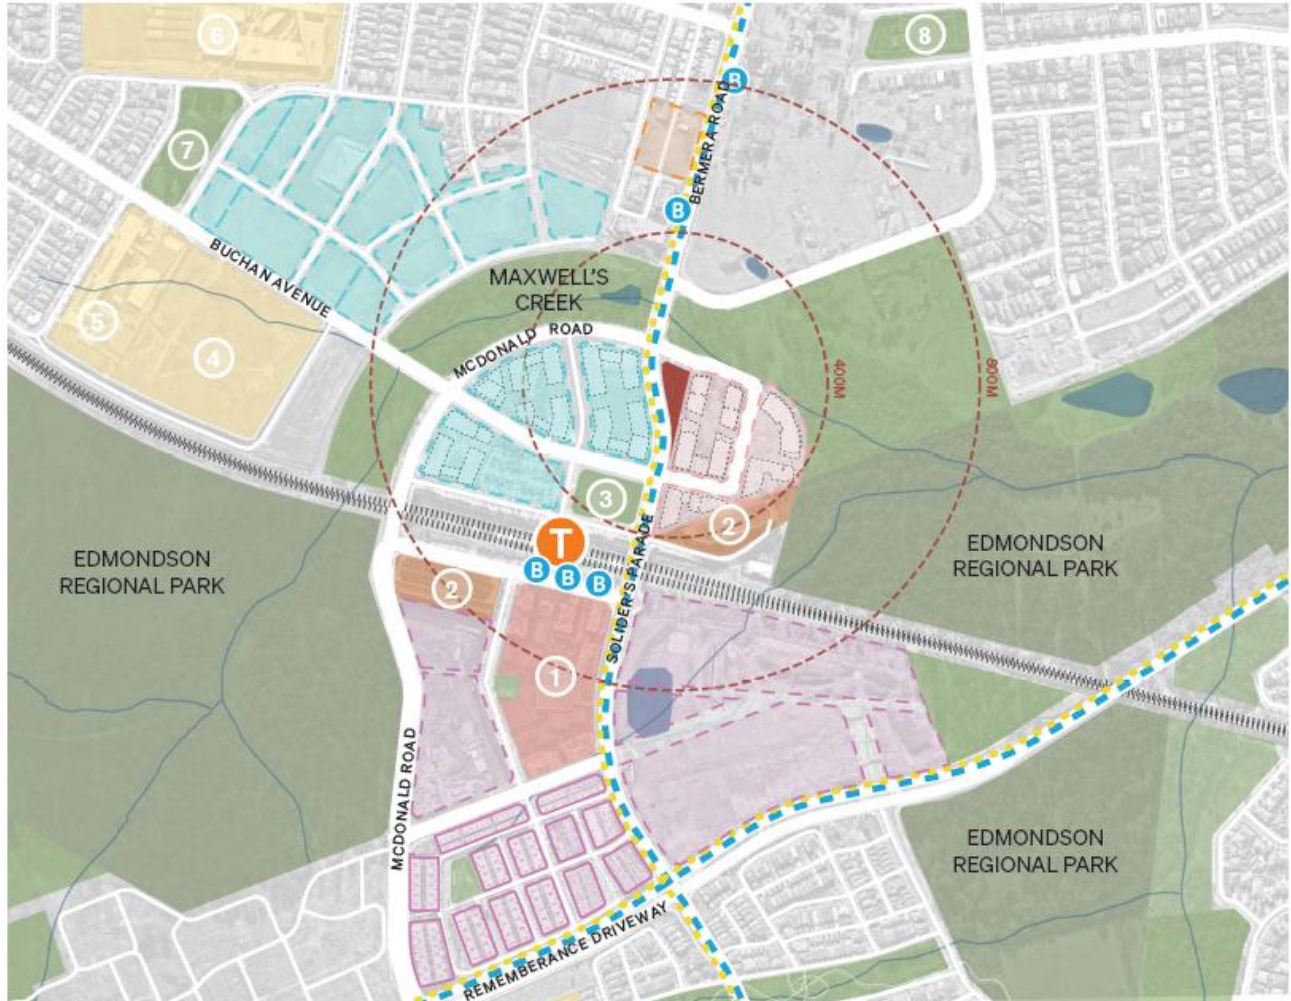 6
8
B
7
BERMERA ROAD
B
BUCHAN AVENUE
MAXWELL'S
CREEK
5
4
MCDONALD ROAD
400M
800M
3
2
T
SOLIDER'S PARADE
EDMONDSON
REGIONAL PARK
EDMONDSON
REGIONAL PARK
B
B
B
2
1
MCDONALD ROAD
EDMONDSON
REGIONAL PARK
REMEMBERANCE DRIVEWAY